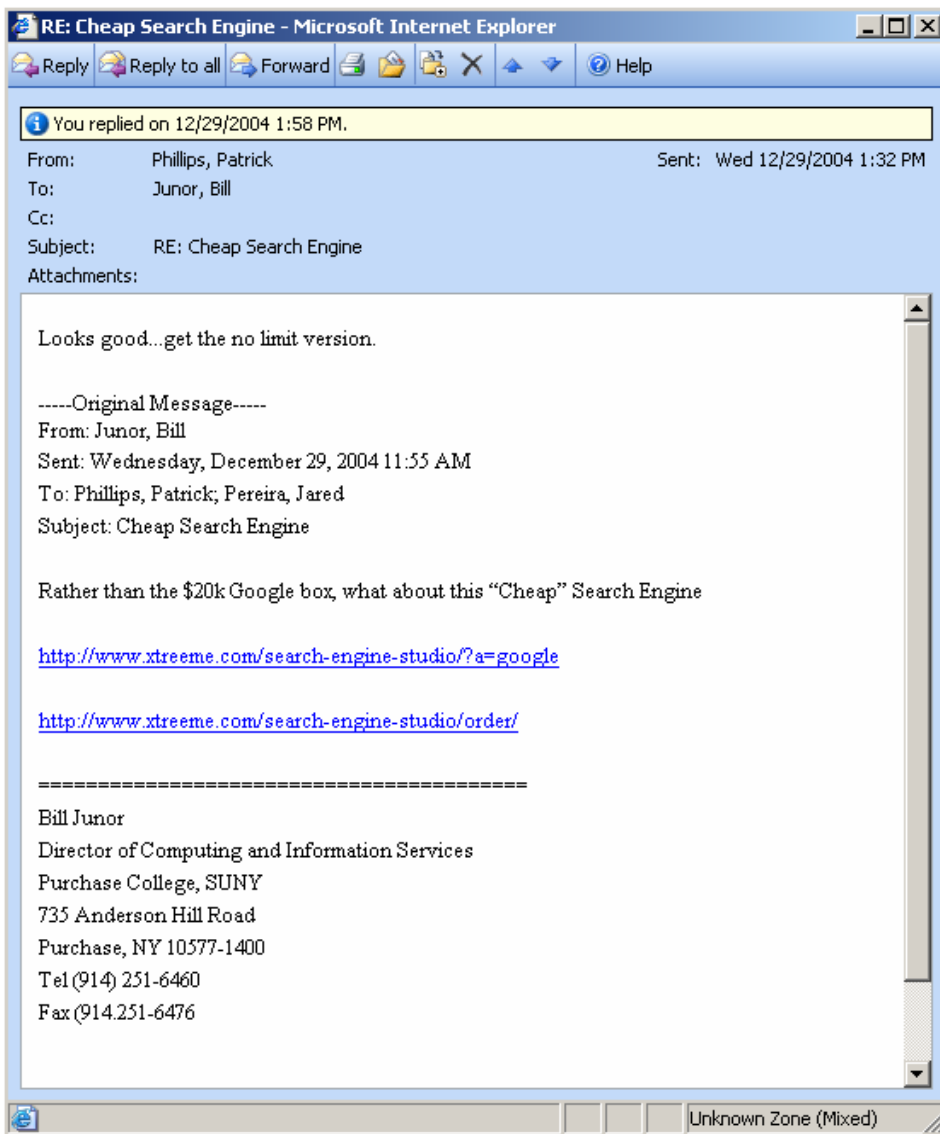 RE: Cheap Search Engine - Microsoft Internet Explorer
Reply Reply to all Forward Help
You replied on 12/29/2004 1:58 PM.
From: Phillips, Patrick Sent: Wed 12/29/2004 1:32 PM
To: Junor, Bill
Cc:
Subject: RE: Cheap Search Engine
Attachments:
Looks good...get the no limit version.
-----Original Message-----
From: Junor, Bill
Sent: Wednesday, December 29, 2004 11:55 AM
To: Phillips, Patrick; Pereira, Jared
Subject: Cheap Search Engine
Rather than the $20k Google box, what about this “Cheap” Search Engine
http://www.xtreeme.com/search-engine-studio/?a=google
http://www.xtreeme.com/search-engine-studio/order/
=========================================
Bill Junor
Director of Computing and Information Services
Purchase College, SUNY
735 Anderson Hill Road
Purchase, NY 10577-1400
Tel (914) 251-6460
Fax (914.251-6476
Unknown Zone (Mixed)